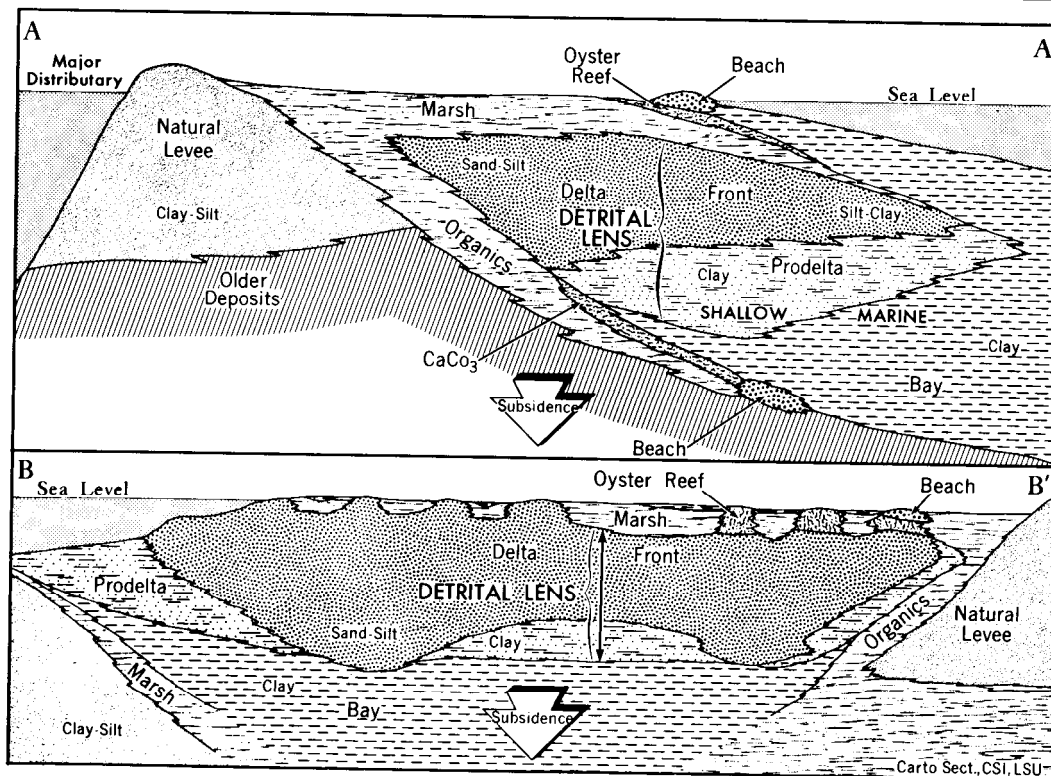 A
A
Major
Distributary
Oyster
Reef
Beach
Sea Level
Marsh
Natural
Levee
Sand-Silt
Delta
Front
DETRITAL
LENS
Silt-Clay
Clay-Silt
Organics
Clay
Prodelta
Older
Deposits
SHALLOW
MARINE
Clay
CaCo3
Bay
Subsidence
Beach
B
B'
Sea Level
Oyster Reef
Beach
Marsh
Delta
Front
Prodelta
DETRITAL LENS
Organics
Natural
Levee
Sand-Silt
Clay
Marsh
Clay
Bay
Subsidence
Clay-Silt
Carto Sect., CSI, LSU